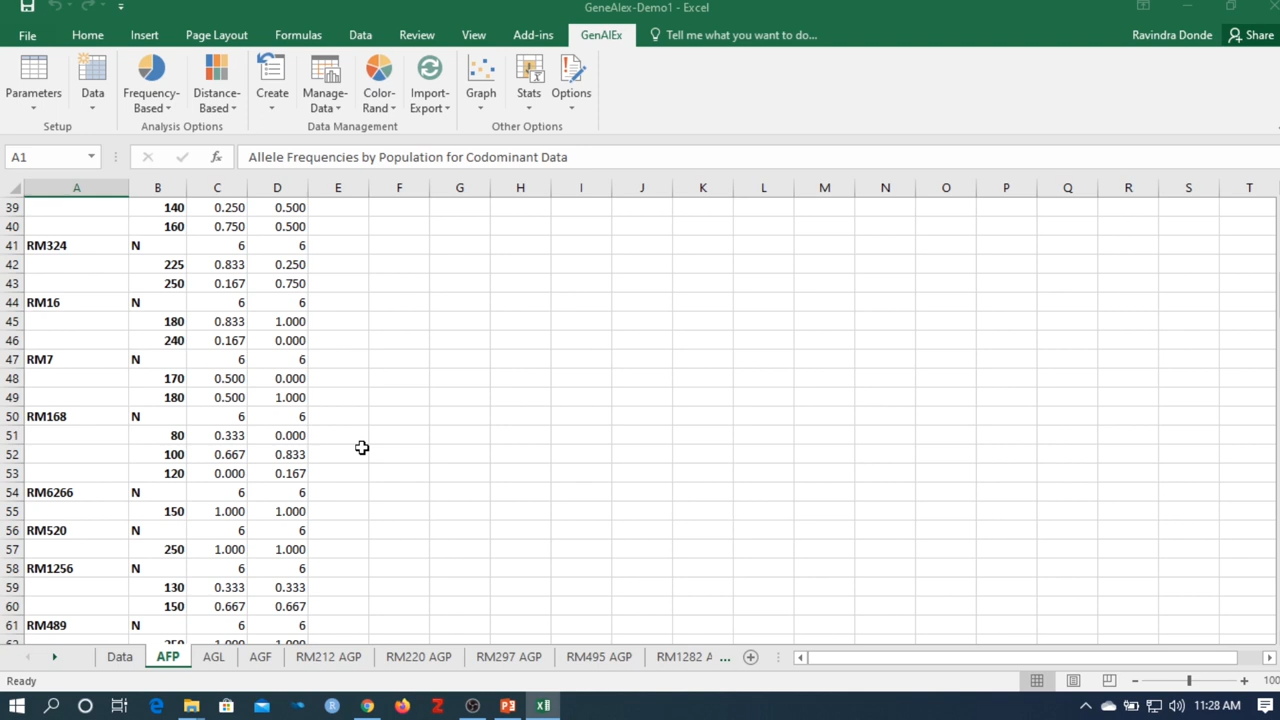 GeneAlex-Demo1 - Excel
File Home Insert Page Layout Formulas Data Review View Add-ins GenAlEx Tell me what you want to do... Ravindra Donde Share
Parameters Data Frequency-Based Distance-Based Create Manage-Data Color-Rand Import-Export Graph Stats Options
Setup Analysis Options Data Management Other Options
A1 fx Allele Frequencies by Population for Codominant Data
A B C D E F G H I J K L M N O P Q R S T
39 140 0.250 0.500
40 160 0.750 0.500
41 RM324 N 6 6
42 225 0.833 0.250
43 250 0.167 0.750
44 RM16 N 6 6
45 180 0.833 1.000
46 240 0.167 0.000
47 RM7 N 6 6
48 170 0.500 0.000
49 180 0.500 1.000
50 RM168 N 6 6
51 80 0.333 0.000
52 100 0.667 0.833
53 120 0.000 0.167
54 RM6266 N 6 6
55 150 1.000 1.000
56 RM520 N 6 6
57 250 1.000 1.000
58 RM1256 N 6 6
59 130 0.333 0.333
60 150 0.667 0.667
61 RM489 N 6 6
62 250 1.000 1.000
Data AFP AGL AGF RM212 AGP RM220 AGP RM297 AGP RM495 AGP RM1282 A ...
Ready 100
11:28 AM